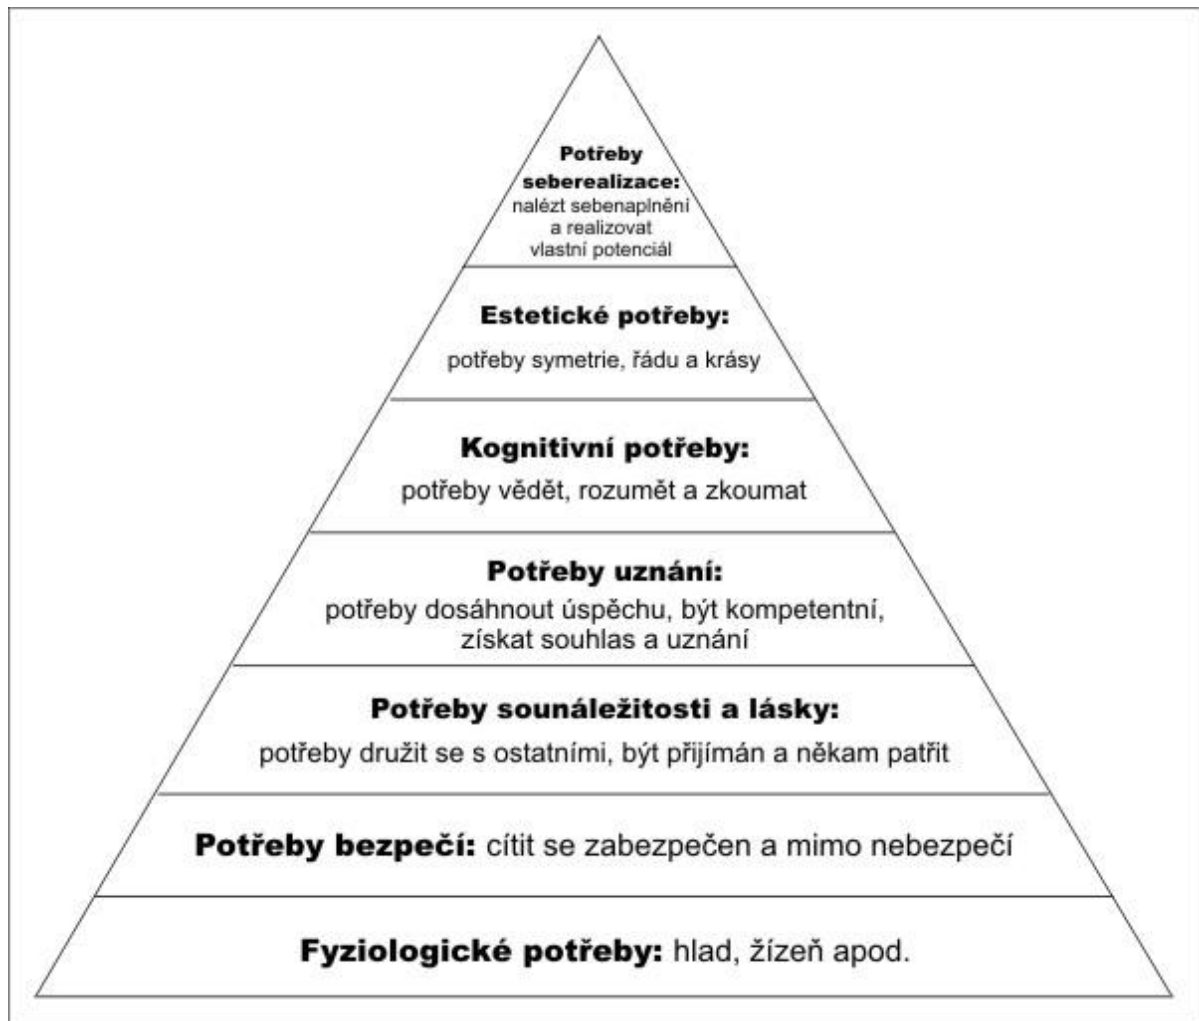 Potřeby
seberealizace:
nalézt sebenaplnění
a realizovat
vlastní potenciál
Estetické potřeby:
potřeby symetrie, řádu a krásy
Kognitivní potřeby:
potřeby vědět, rozumět a zkoumat
Potřeby uznání:
potřeby dosáhnout úspěchu, být kompetentní,
získat souhlas a uznání
Potřeby sounáležitosti a lásky:
potřeby družit se s ostatními, být přijímán a někam patřit
Potřeby bezpečí: cítit se zabezpečen a mimo nebezpečí
Fyziologické potřeby: hlad, žízeň apod.